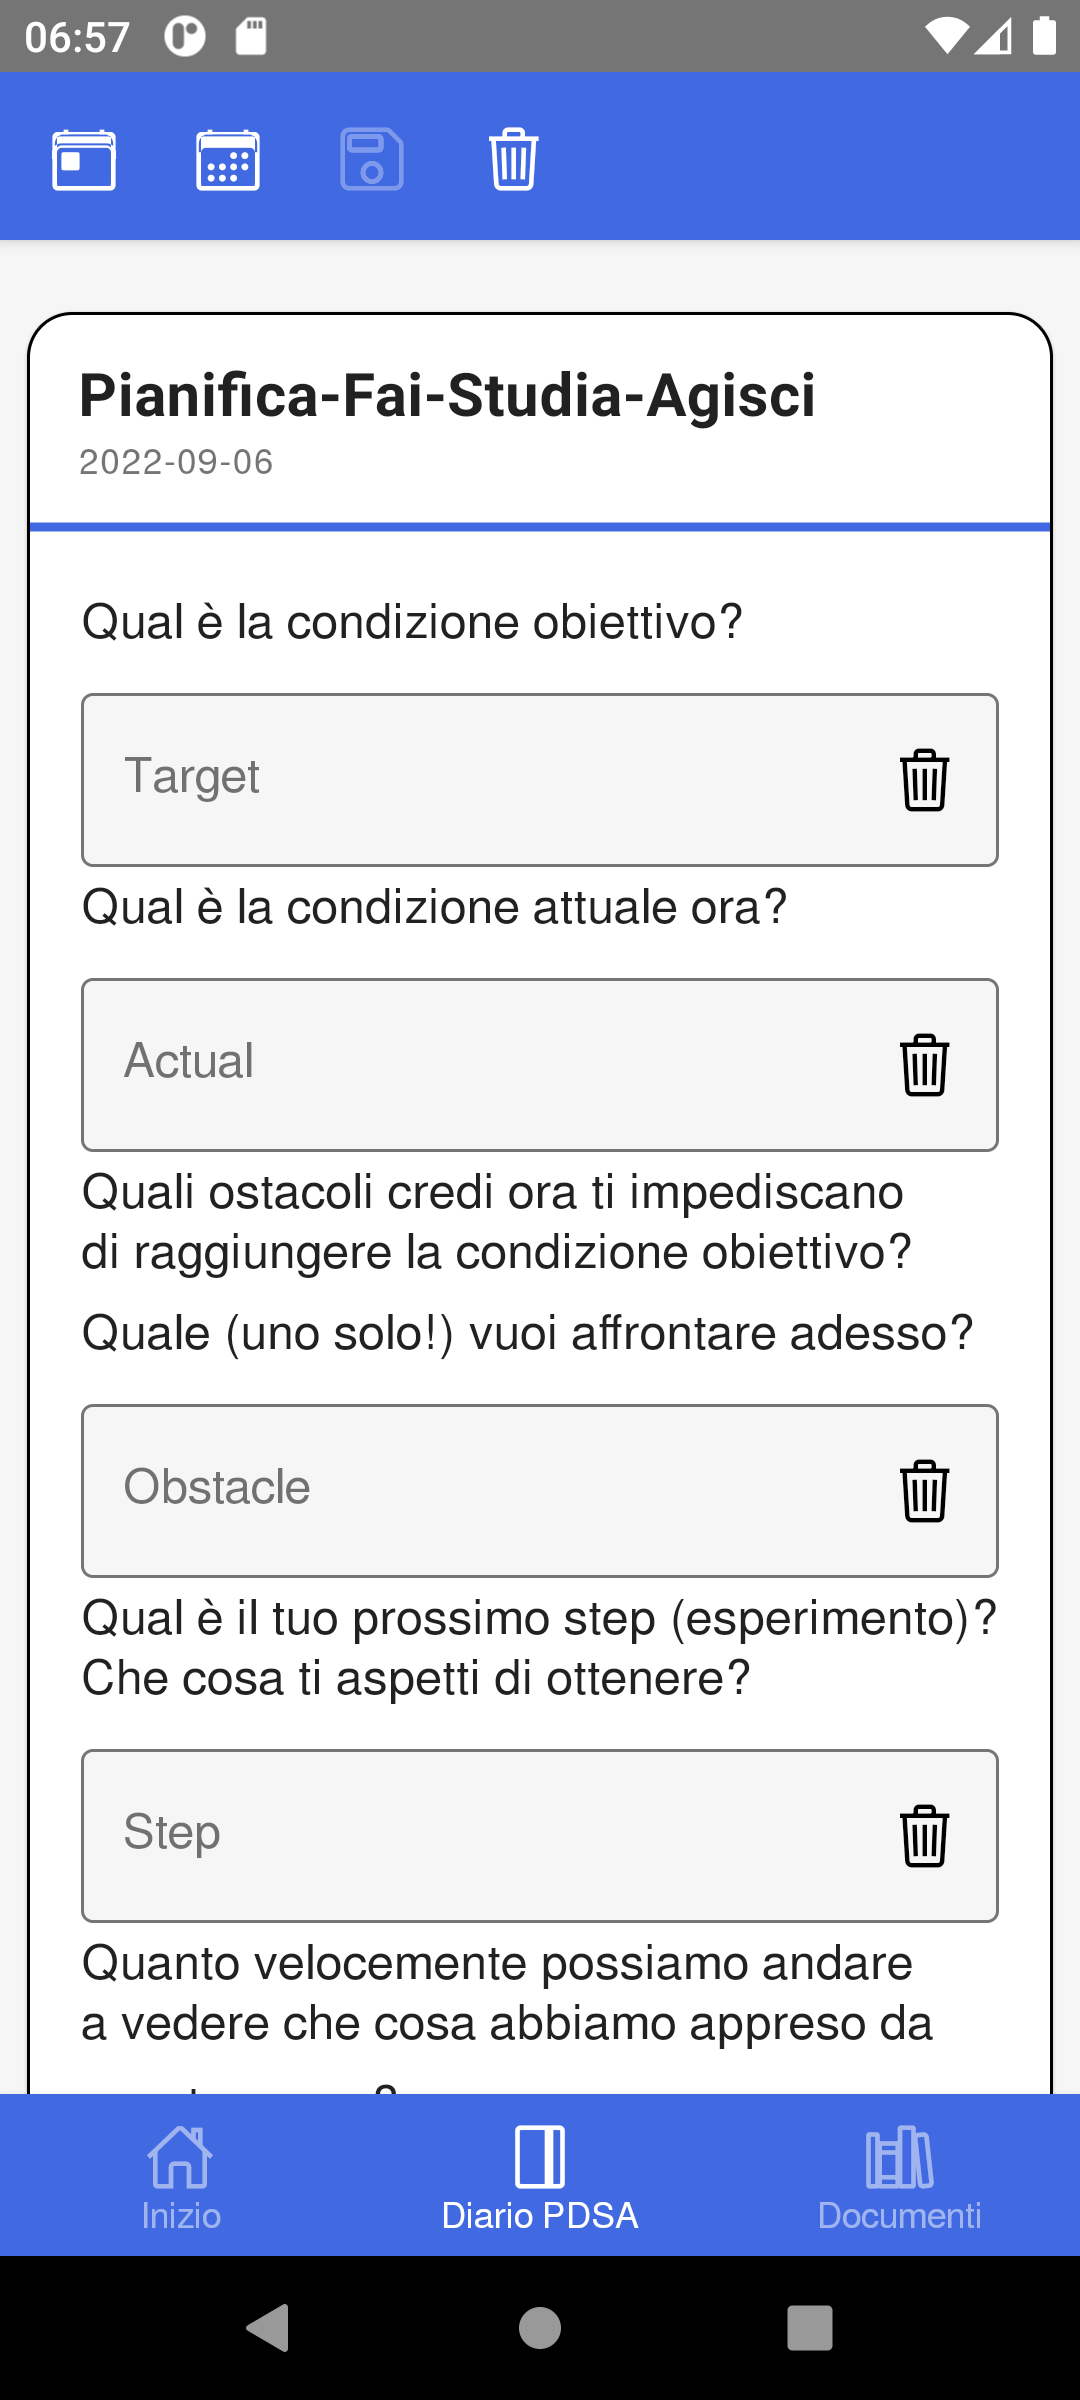 06:57
Pianifica-Fai-Studia-Agisci
2022-09-06
Qual è la condizione obiettivo?
Target
Qual è la condizione attuale ora?
Actual
Quali ostacoli credi ora ti impediscano
di raggiungere la condizione obiettivo?
Quale (uno solo!) vuoi affrontare adesso?
Obstacle
Qual è il tuo prossimo step (esperimento)?
Che cosa ti aspetti di ottenere?
Step
Quanto velocemente possiamo andare
a vedere che cosa abbiamo appreso da
Inizio
Diario PDSA
Documenti